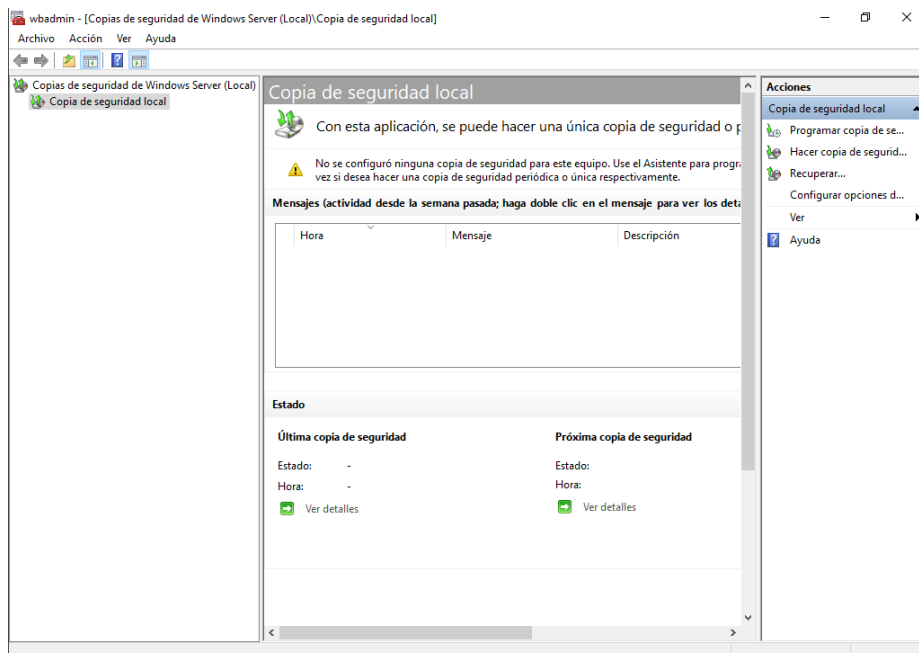 wbadmin - [Copias de seguridad de Windows Server (Local)\Copia de seguridad local]
Archivo Acción Ver Ayuda
Copias de seguridad de Windows Server (Local)
Copia de seguridad local
Copia de seguridad local
Con esta aplicación, se puede hacer una única copia de seguridad o p
No se configuró ninguna copia de seguridad para este equipo. Use el Asistente para progra
vez si desea hacer una copia de seguridad periódica o única respectivamente.
Mensajes (actividad desde la semana pasada; haga doble clic en el mensaje para ver los deta
Hora Mensaje Descripción
Estado
Última copia de seguridad Próxima copia de seguridad
Estado: - Estado:
Hora: - Hora:
Ver detalles Ver detalles
Acciones
Copia de seguridad local
Programar copia de se...
Hacer copia de segurid...
Recuperar...
Configurar opciones d...
Ver
Ayuda